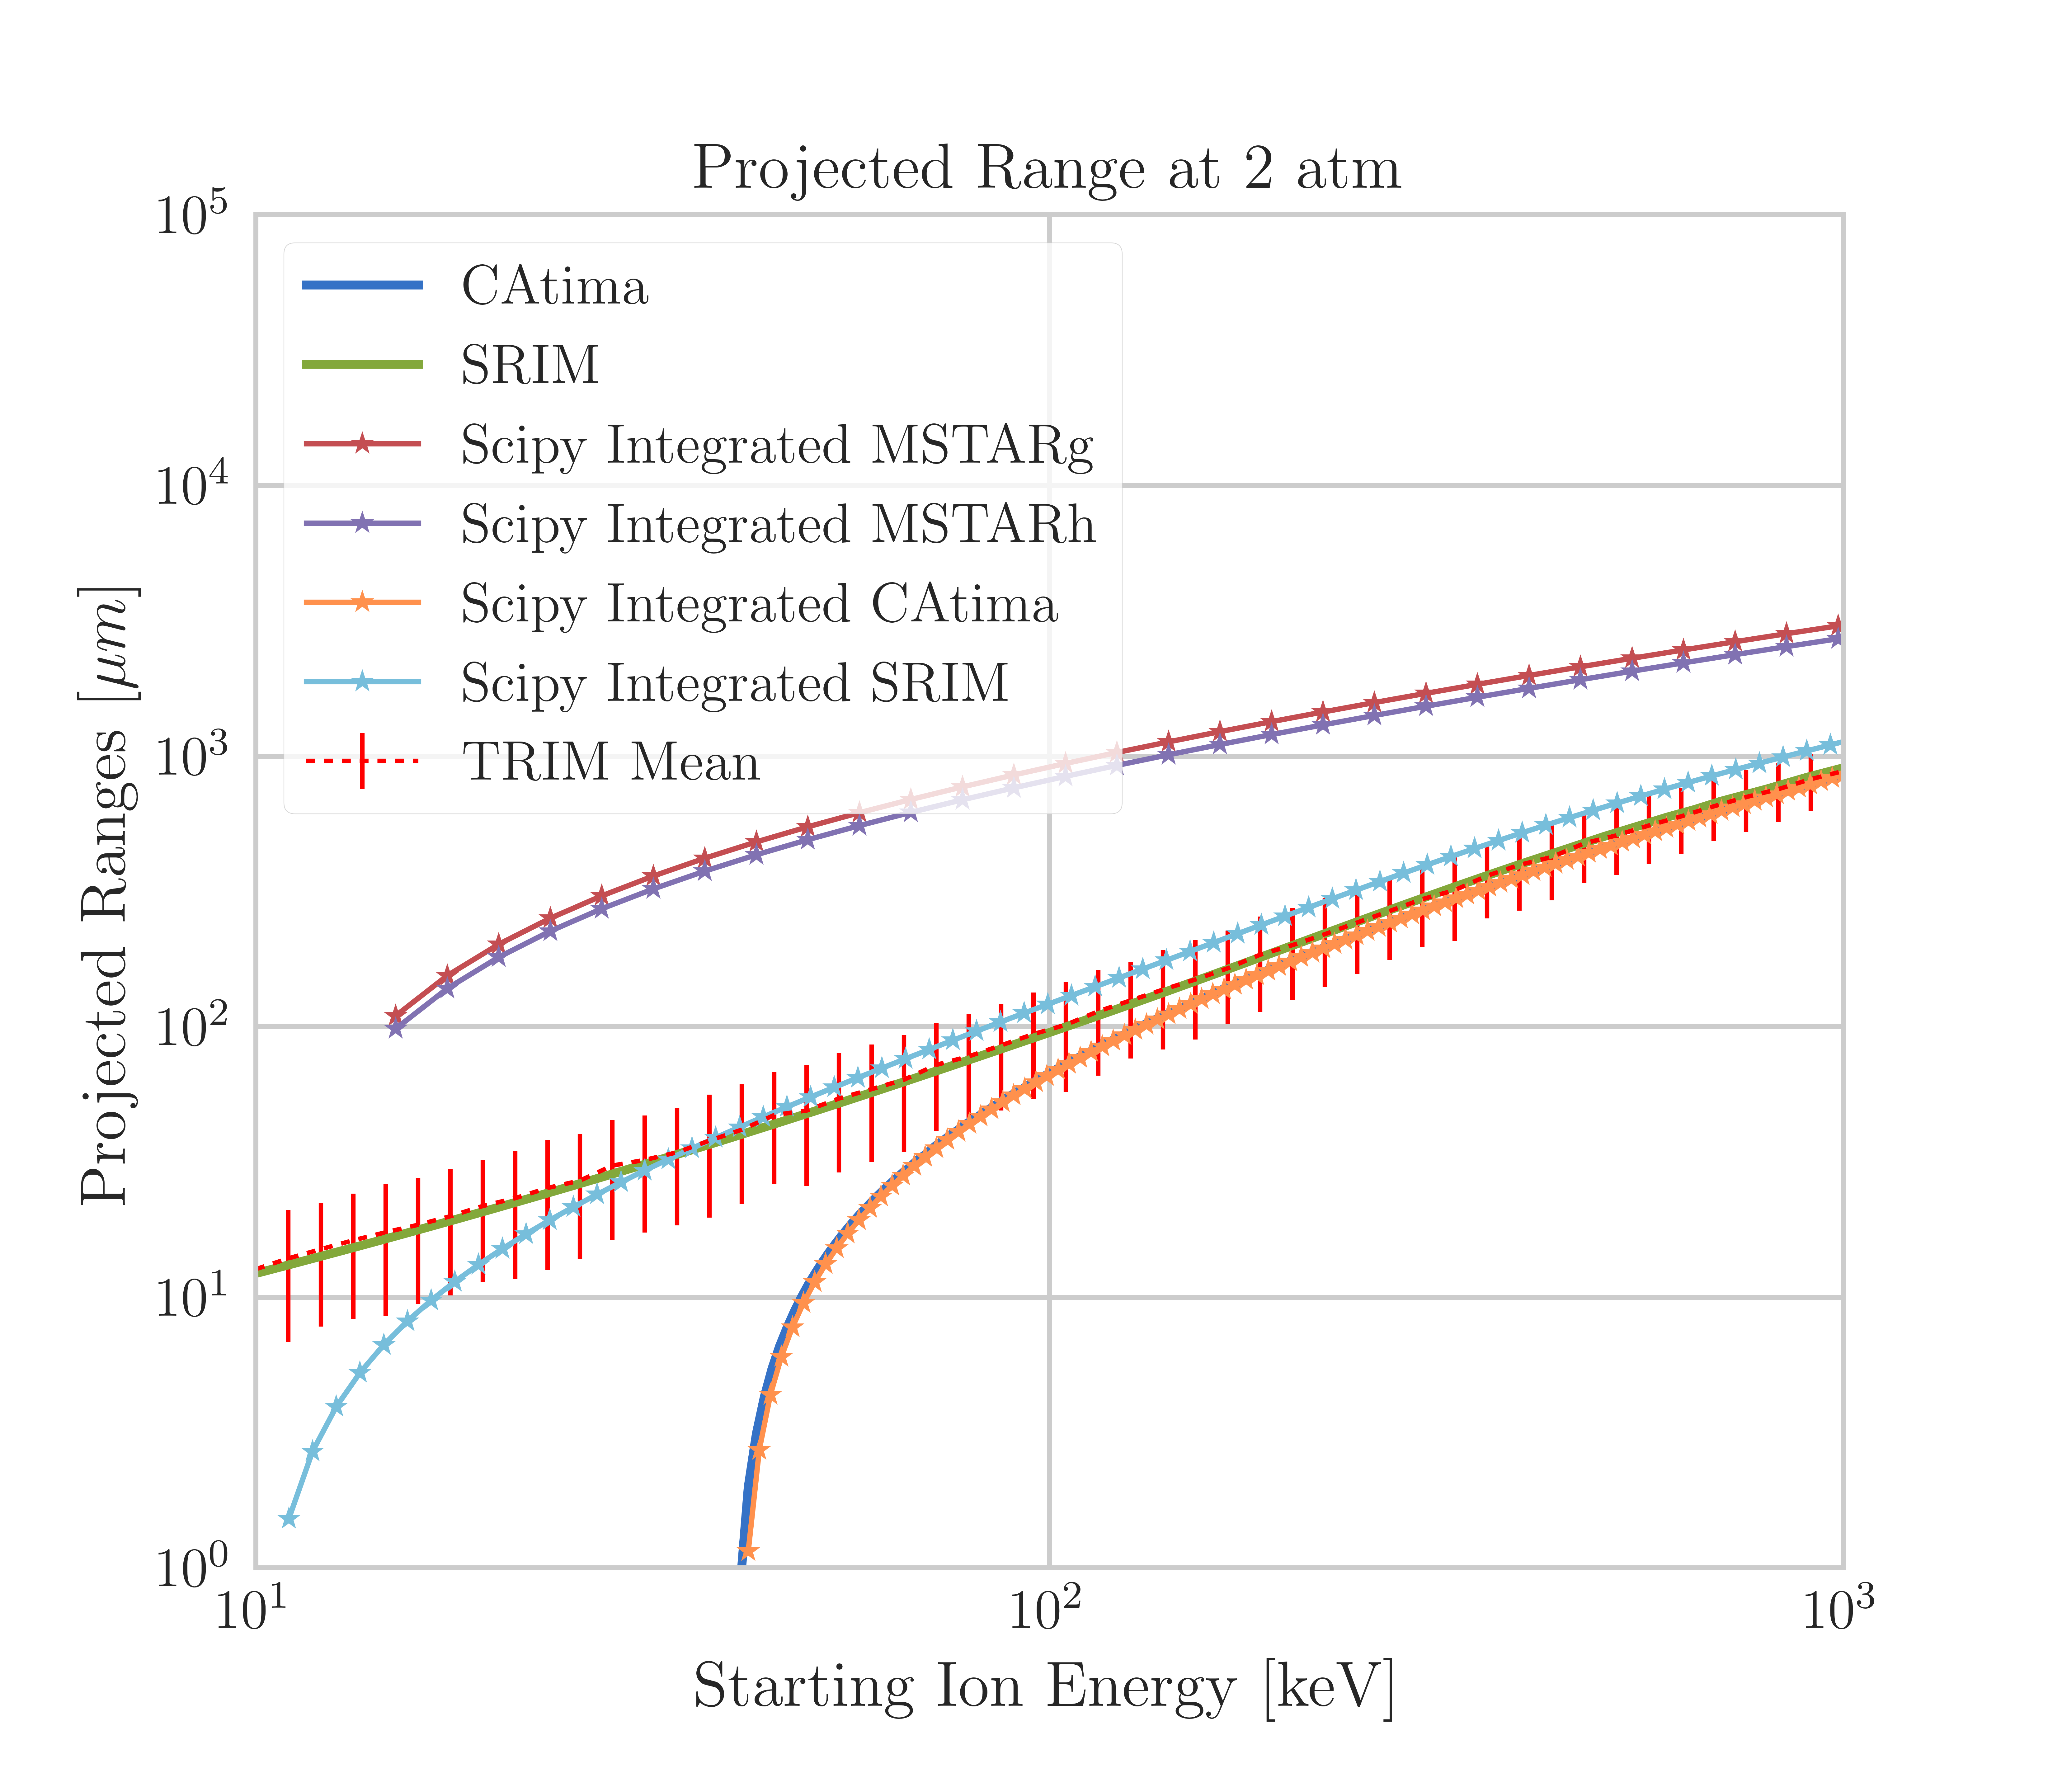 Projected Range at 2 atm
10^5
10^4
10^3
10^2
10^1
10^0
Projected Ranges [μm]
CAtima
SRIM
Scipy Integrated MSTARg
Scipy Integrated MSTARh
Scipy Integrated CAtima
Scipy Integrated SRIM
TRIM Mean
10^1 10^2 10^3
Starting Ion Energy [keV]